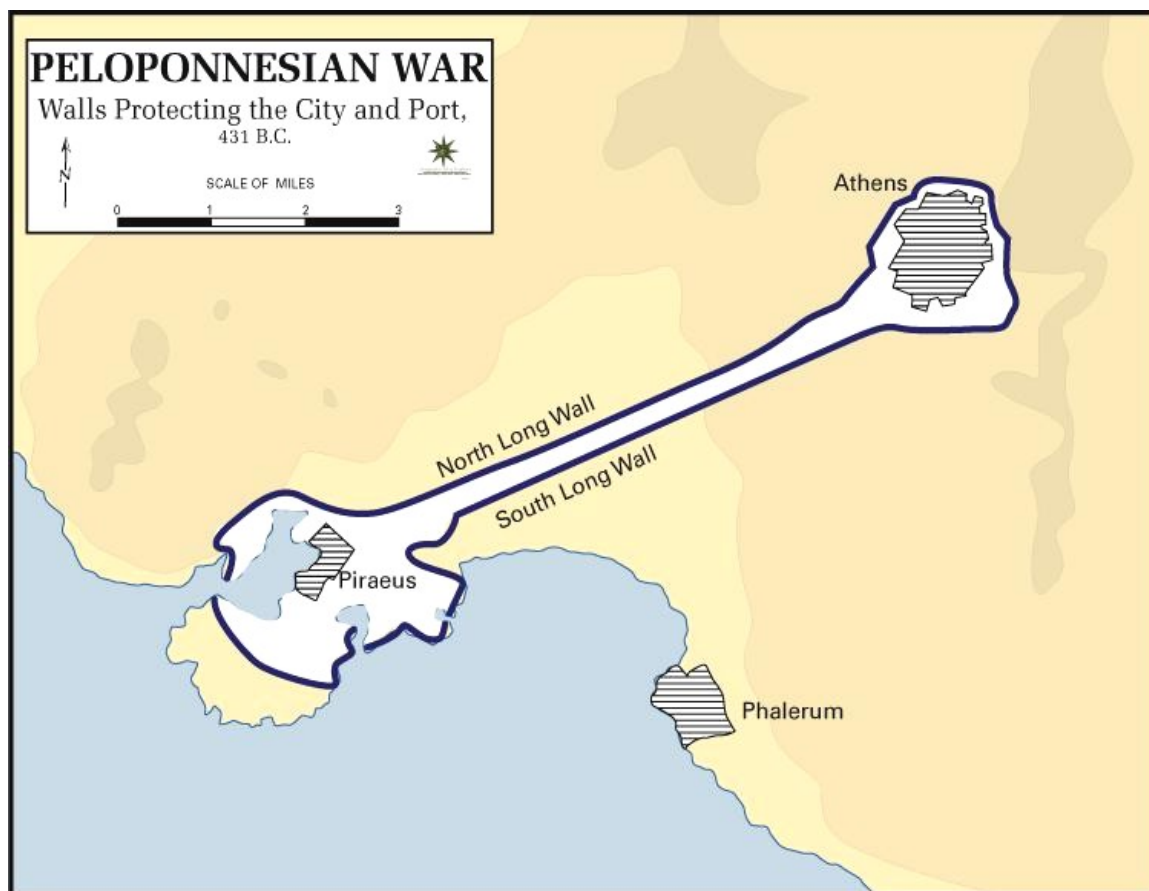 PELOPONNESIAN WAR
Walls Protecting the City and Port,
431 B.C.
N
SCALE OF MILES
0 1 2 3
Athens
North Long Wall
South Long Wall
Piraeus
Phalerum